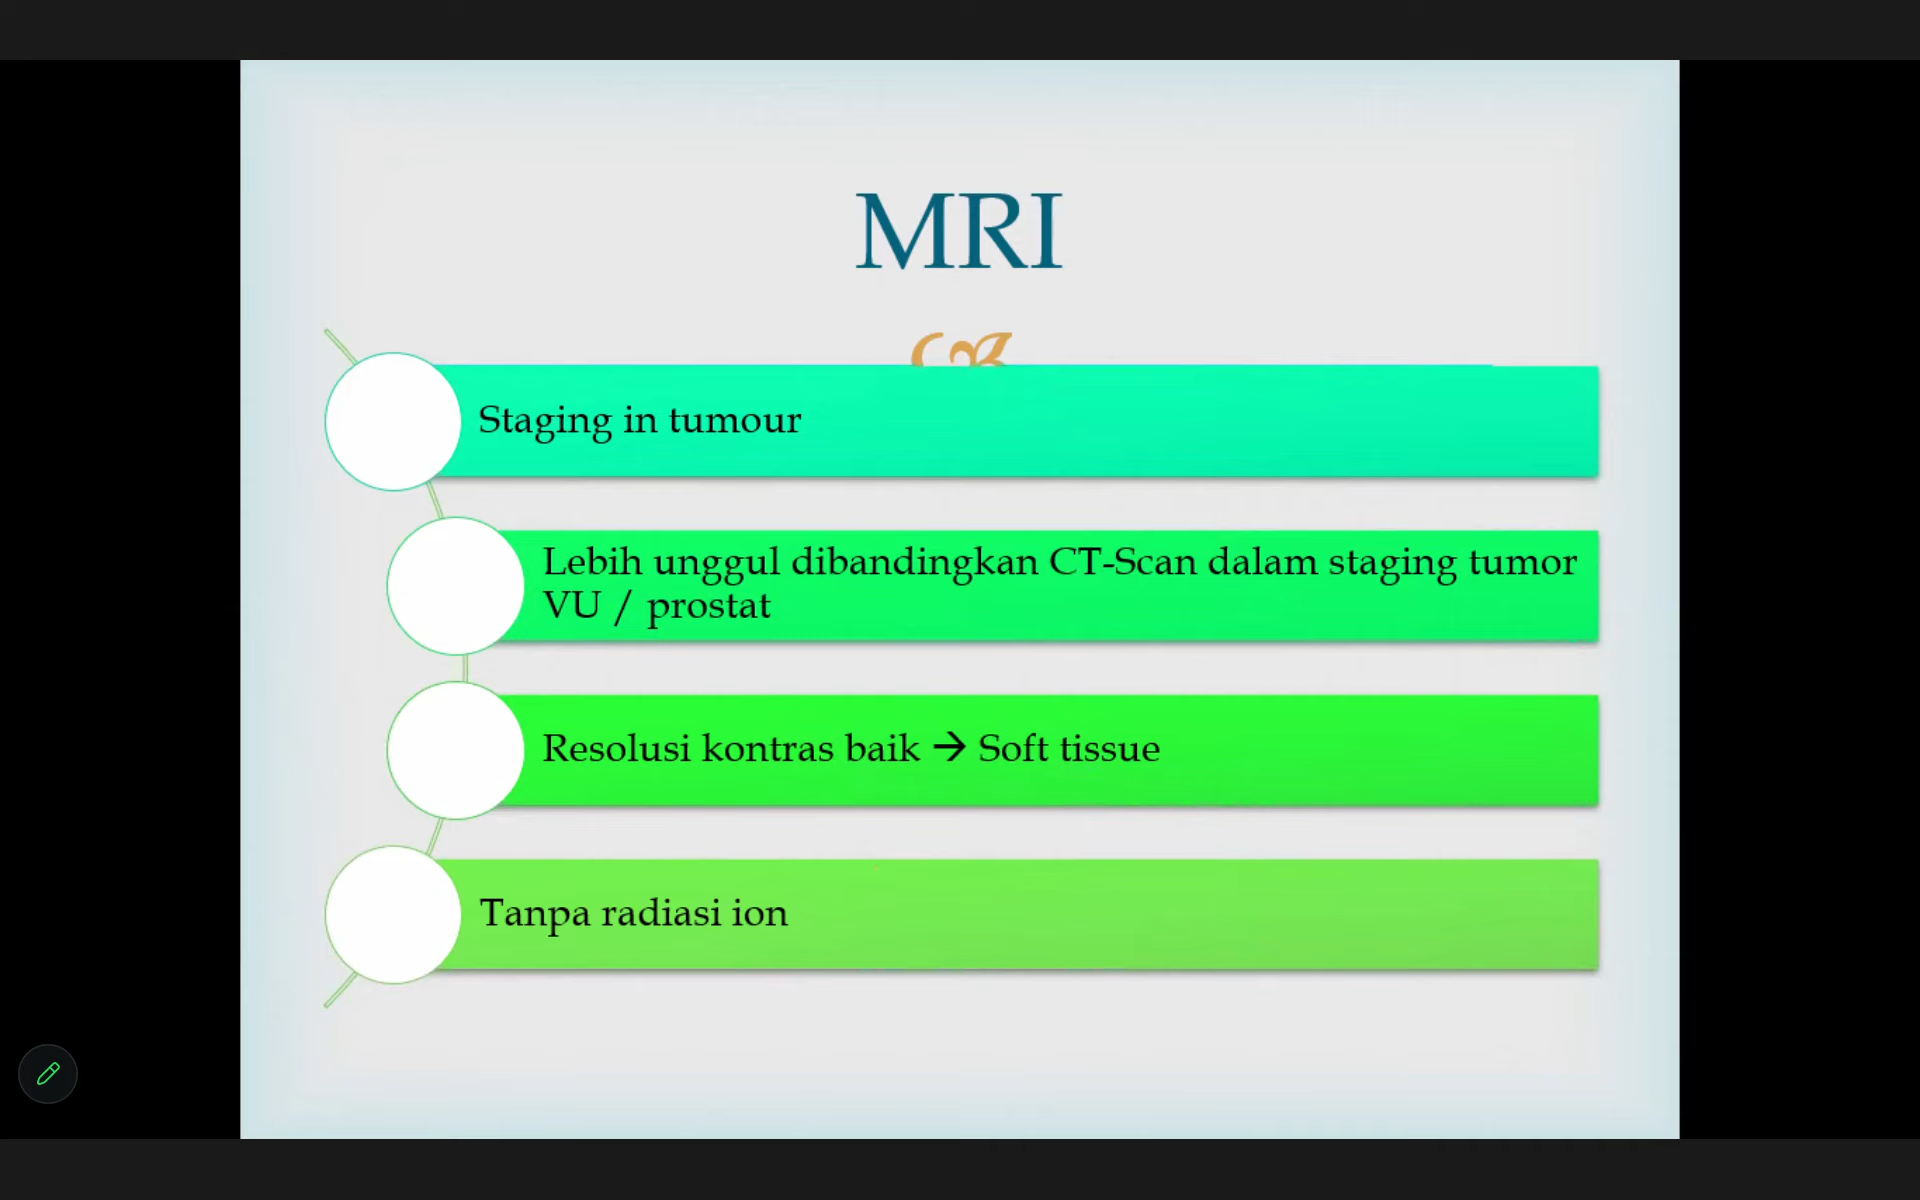 MRI
Staging in tumour
Lebih unggul dibandingkan CT-Scan dalam staging tumor
VU / prostat
Resolusi kontras baik → Soft tissue
Tanpa radiasi ion